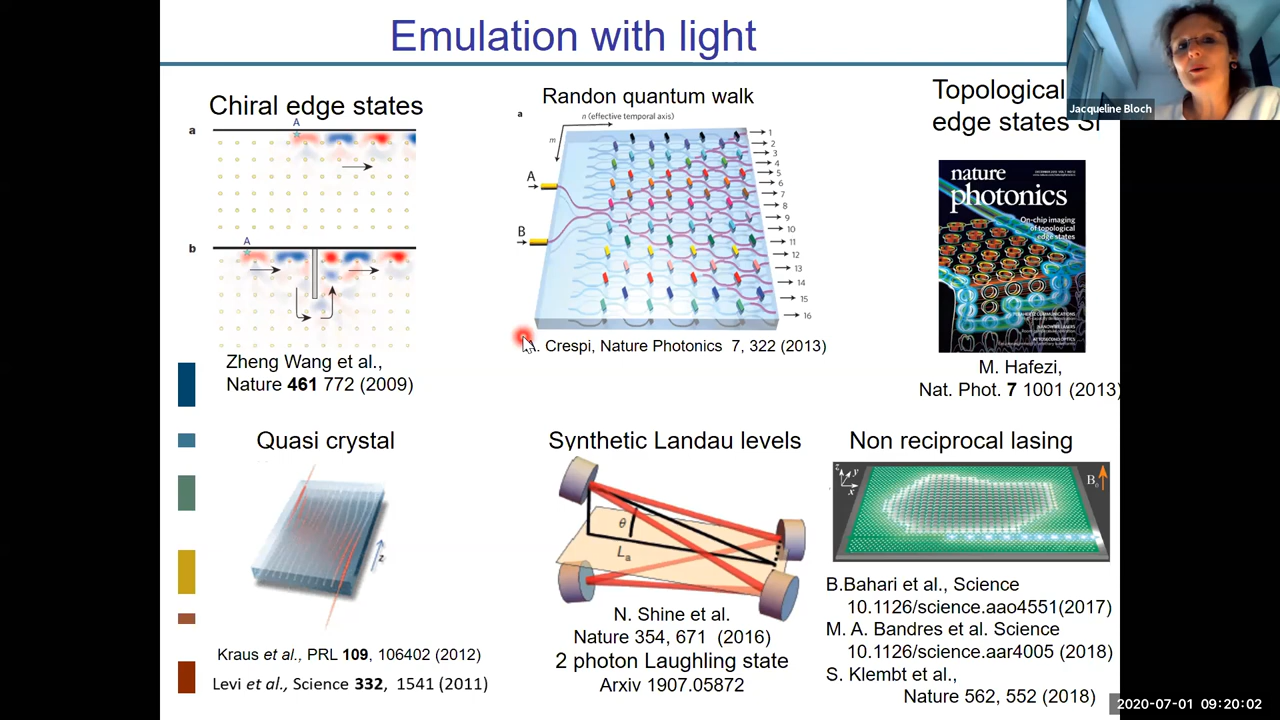 Emulation with light
Jacqueline Bloch
Chiral edge states
A
a
b
A
Zheng Wang et al.,
Nature 461 772 (2009)
Randon quantum walk
a
n (effective temporal axis)
m
A
B
1
2
3
4
5
6
7
8
9
10
11
12
13
14
15
16
. Crespi, Nature Photonics 7, 322 (2013)
Topological
edge states Si
nature
photonics
On-chip imaging
of topological
edge states
M. Hafezi,
Nat. Phot. 7 1001 (2013)
Quasi crystal
z
Kraus et al., PRL 109, 106402 (2012)
Levi et al., Science 332, 1541 (2011)
Synthetic Landau levels
θ
La
N. Shine et al.
Nature 354, 671 (2016)
2 photon Laughling state
Arxiv 1907.05872
Non reciprocal lasing
z
y
x
B0
B.Bahari et al., Science
10.1126/science.aao4551(2017)
M. A. Bandres et al. Science
10.1126/science.aar4005 (2018)
S. Klembt et al.,
Nature 562, 552 (2018)
2020-07-01 09:20:02